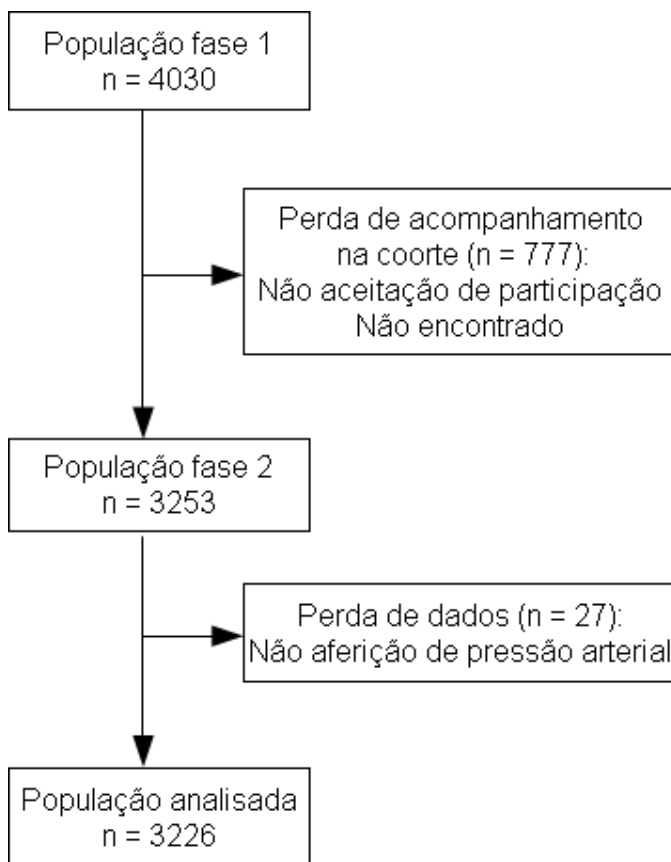 População fase 1
n = 4030
Perda de acompanhamento
na coorte (n = 777):
Não aceitação de participação
Não encontrado
População fase 2
n = 3253
Perda de dados (n = 27):
Não aferição de pressão arterial
População analisada
n = 3226